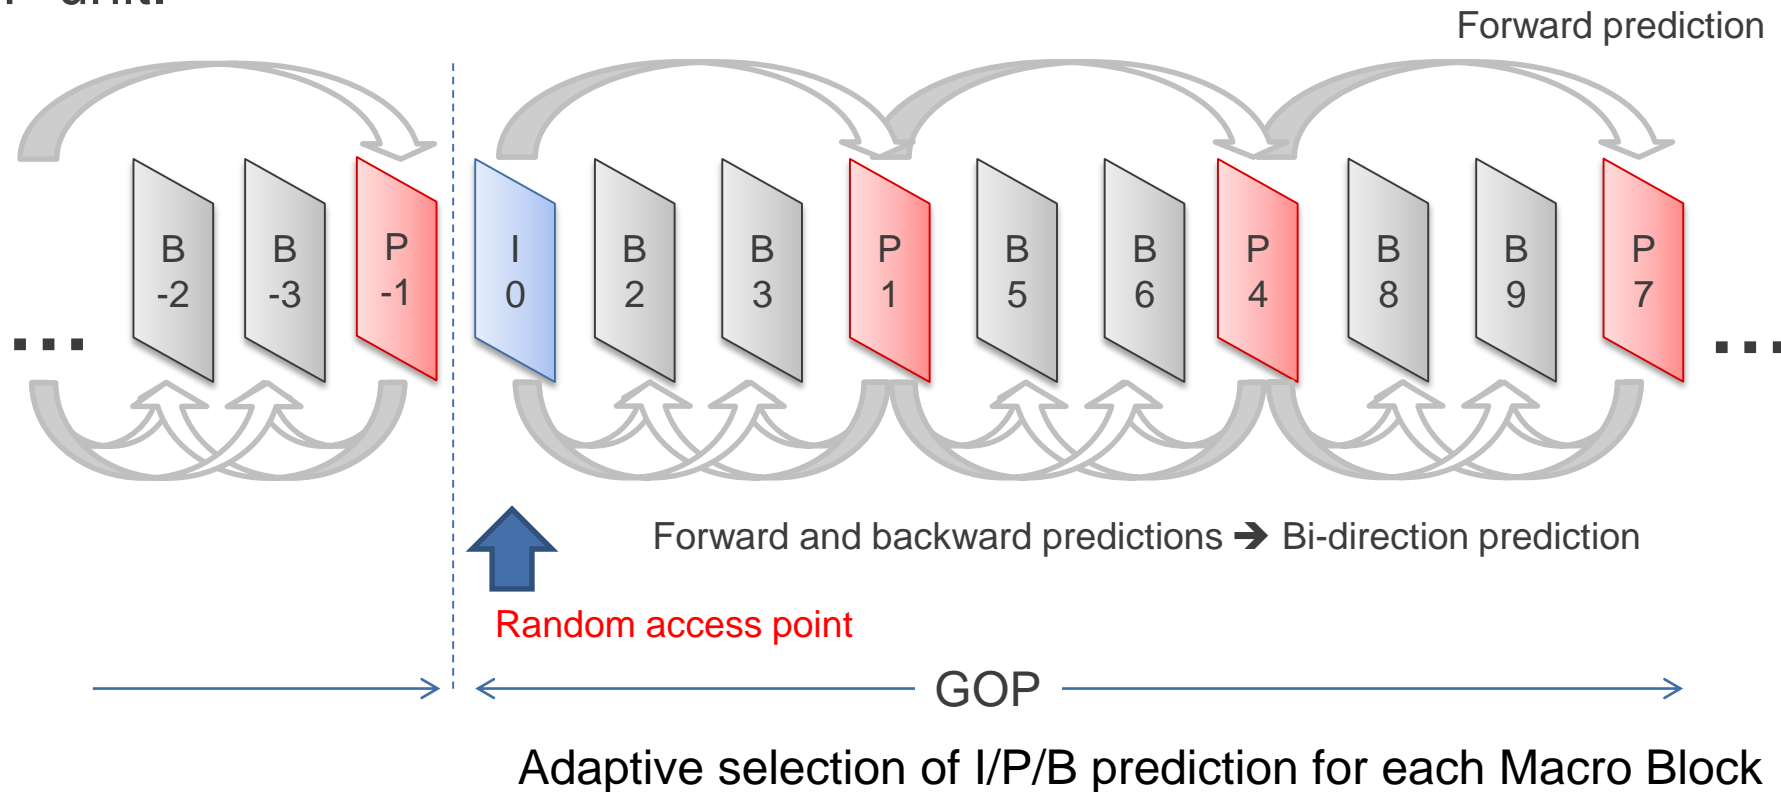 unit.
Forward prediction
B B P I B B P B B P B B P
-2 -3 -1 0 2 3 1 5 6 4 8 9 7
... ...
Forward and backward predictions ➔ Bi-direction prediction
Random access point
GOP
Adaptive selection of I/P/B prediction for each Macro Block